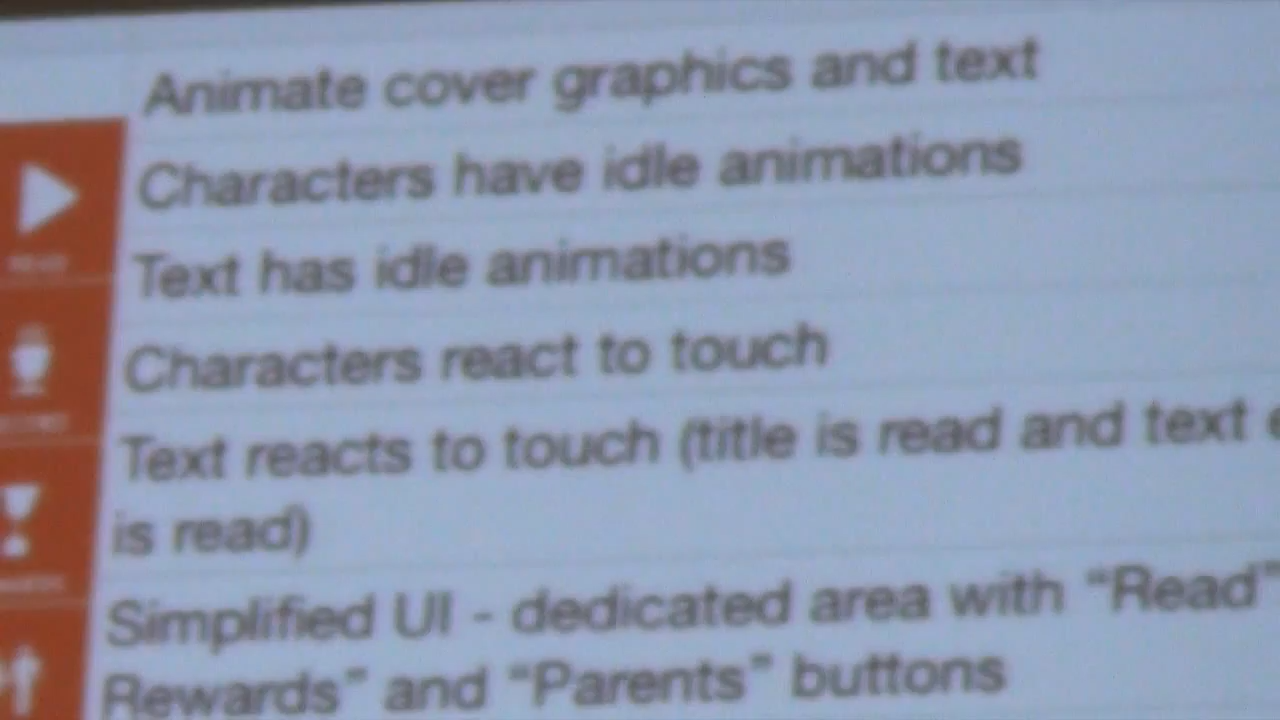 Animate cover graphics and text
Characters have idle animations
Text has idle animations
Characters react to touch
Text reacts to touch (title is read and text
is read)
Simplified UI - dedicated area with “Read”
Rewards” and “Parents” buttons